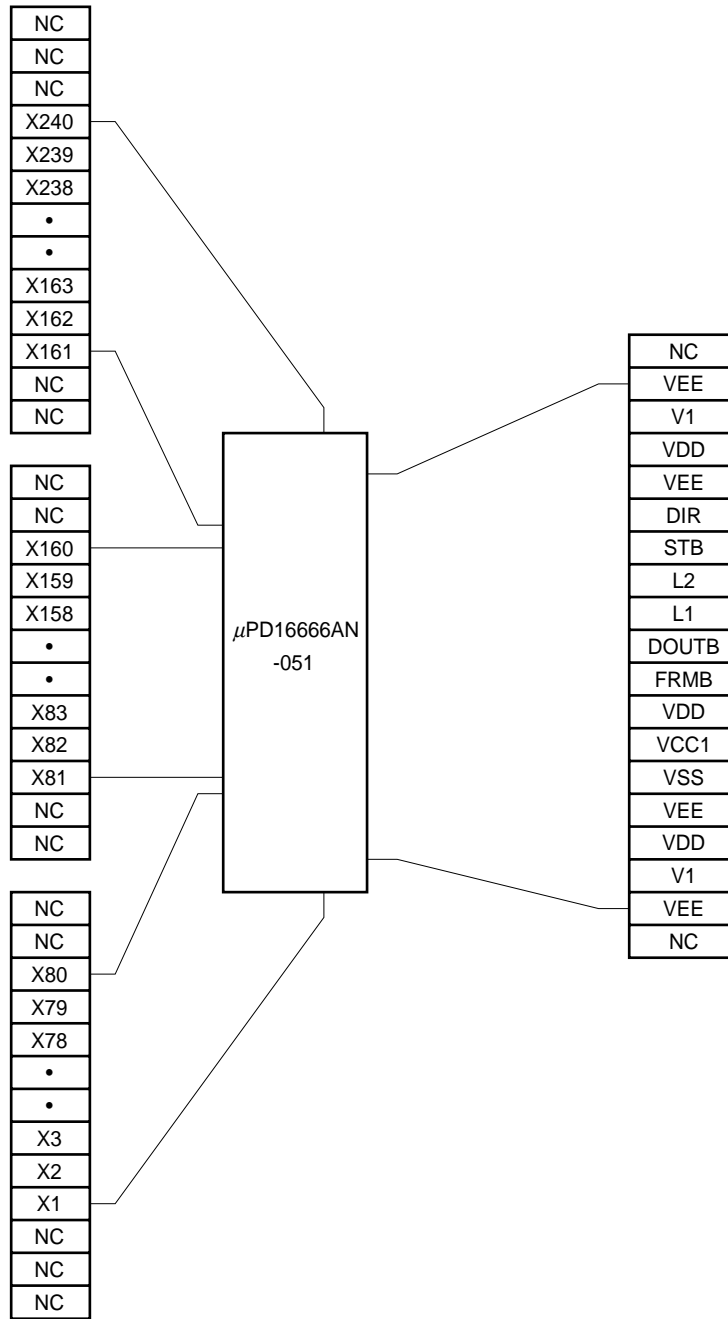 NC
NC
NC
X240
X239
X238
•
•
X163
X162
X161
NC
NC
NC
NC
X160
X159
X158
•
•
X83
X82
X81
NC
NC
NC
NC
X80
X79
X78
•
•
X3
X2
X1
NC
NC
NC
μPD16666AN
-051
NC
VEE
V1
VDD
VEE
DIR
STB
L2
L1
DOUTB
FRMB
VDD
VCC1
VSS
VEE
VDD
V1
VEE
NC